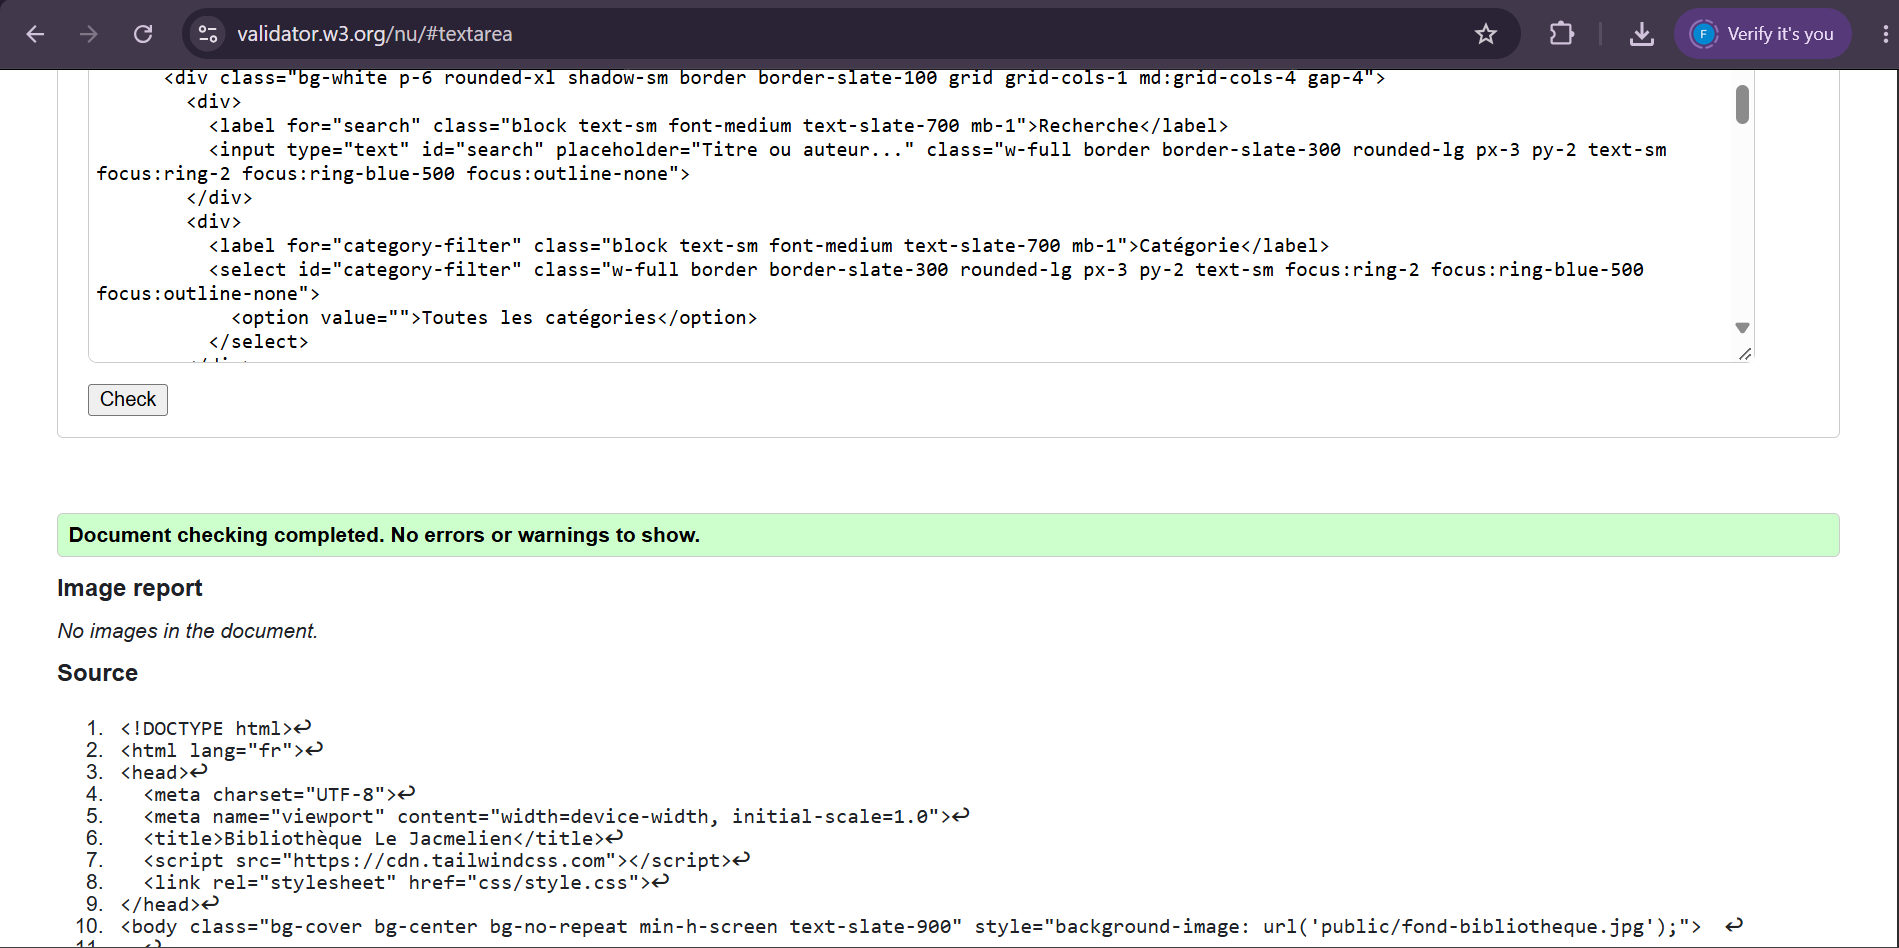 validator.w3.org/nu/#textarea
F Verify it's you
<div class="bg-white p-6 rounded-xl shadow-sm border border-slate-100 grid grid-cols-1 md:grid-cols-4 gap-4">
<div>
<label for="search" class="block text-sm font-medium text-slate-700 mb-1">Recherche</label>
<input type="text" id="search" placeholder="Titre ou auteur..." class="w-full border border-slate-300 rounded-lg px-3 py-2 text-sm
focus:ring-2 focus:ring-blue-500 focus:outline-none">
</div>
<div>
<label for="category-filter" class="block text-sm font-medium text-slate-700 mb-1">Catégorie</label>
<select id="category-filter" class="w-full border border-slate-300 rounded-lg px-3 py-2 text-sm focus:ring-2 focus:ring-blue-500
focus:outline-none">
<option value="">Toutes les catégories</option>
</select>
Check
Document checking completed. No errors or warnings to show.
Image report
No images in the document.
Source
1. <!DOCTYPE html>↩
2. <html lang="fr">↩
3. <head>↩
4. <meta charset="UTF-8">↩
5. <meta name="viewport" content="width=device-width, initial-scale=1.0">↩
6. <title>Bibliothèque Le Jacmelien</title>↩
7. <script src="https://cdn.tailwindcss.com"></script>↩
8. <link rel="stylesheet" href="css/style.css">↩
9. </head>↩
10. <body class="bg-cover bg-center bg-no-repeat min-h-screen text-slate-900" style="background-image: url('public/fond-bibliotheque.jpg');"> ↩